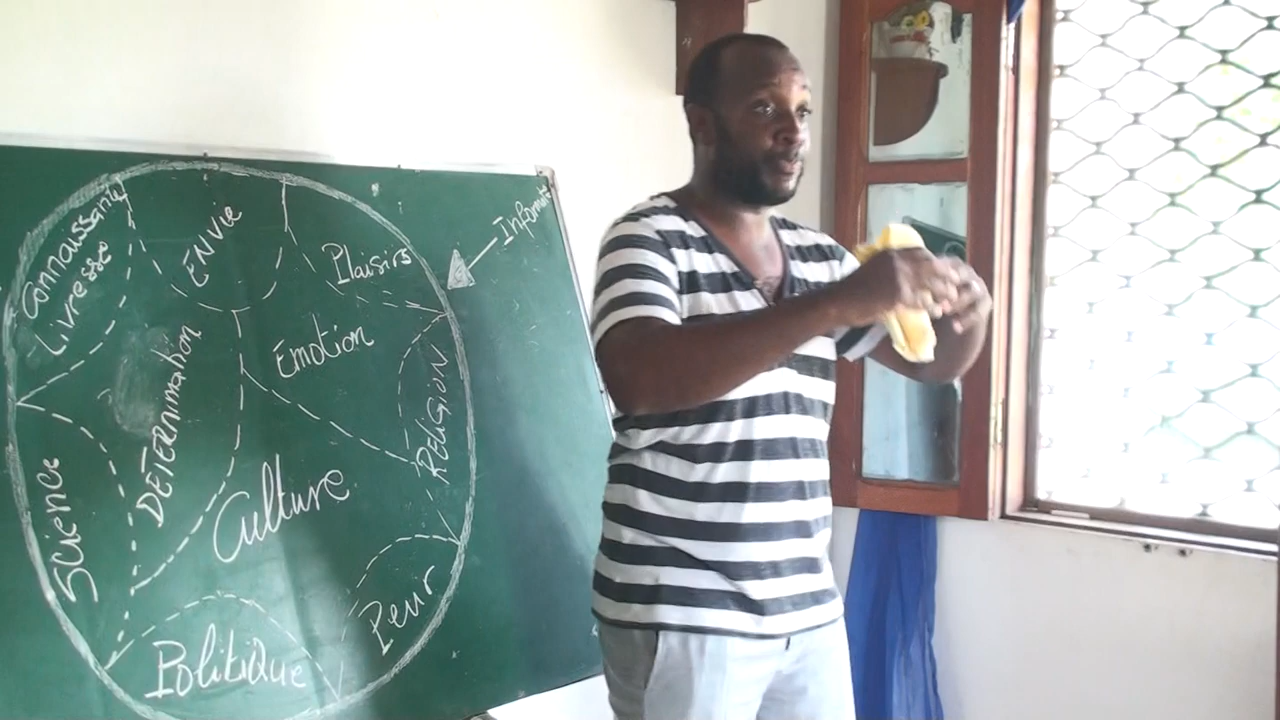 Connaissance
Livresse
ENVie
Plaisirs
Informat
Emotion
RELiGiON
DÉTERMination
Science
Culture
Peur
PolitiQue